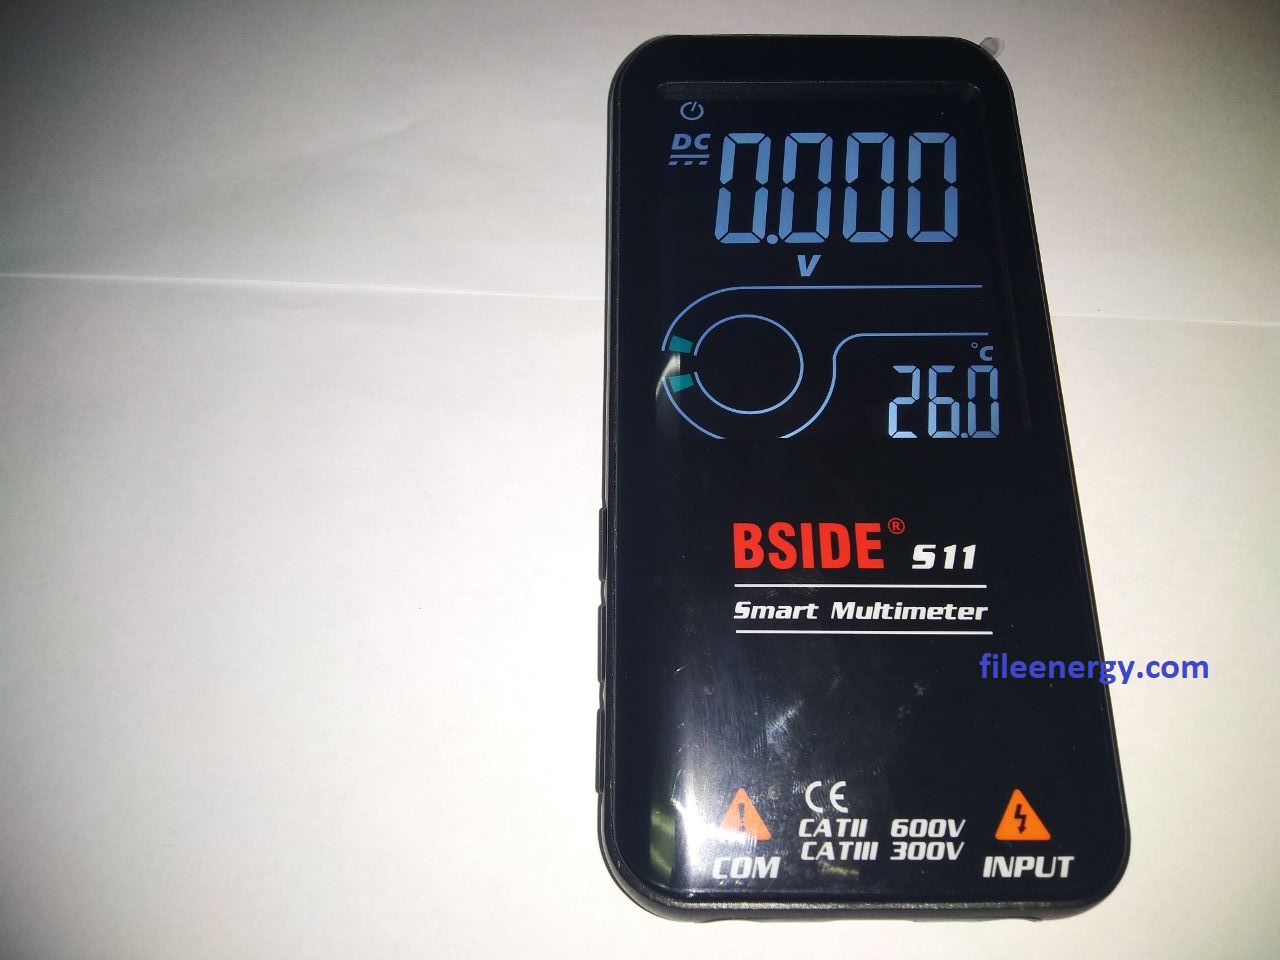 DC
0.000
V
°C
26.0
BSIDE® S11
Smart Multimeter
fileenergy.com
CE
CATII 600V
CATIII 300V
COM
INPUT